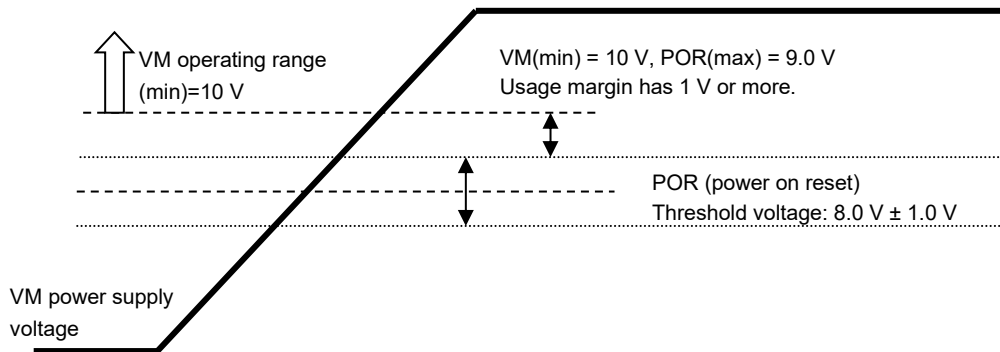 VM operating range
(min)=10 V
VM(min) = 10 V, POR(max) = 9.0 V
Usage margin has 1 V or more.
POR (power on reset)
Threshold voltage: 8.0 V ± 1.0 V
VM power supply
voltage